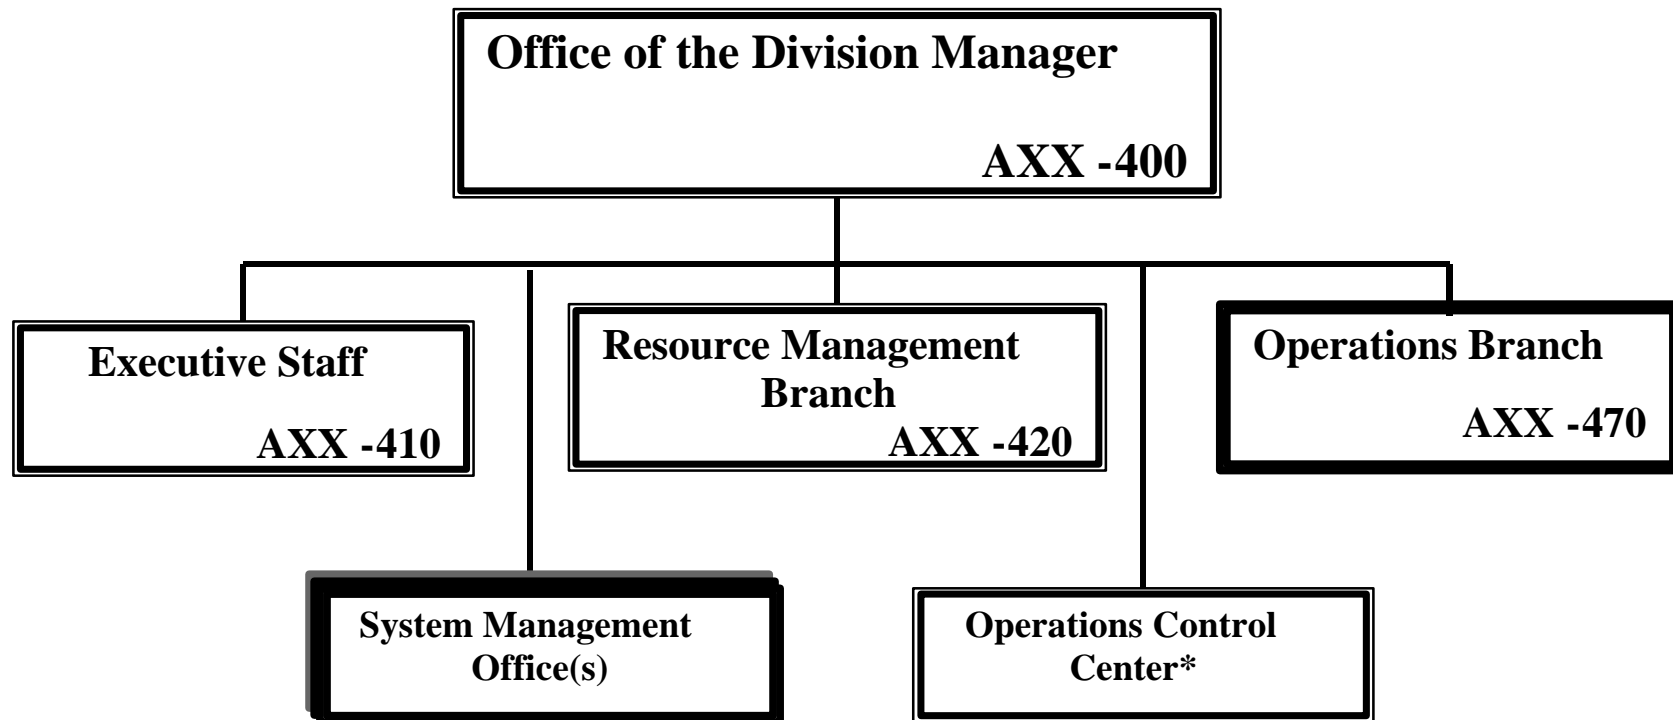 Office of the Division Manager
AXX -400
Executive Staff
AXX -410
Resource Management
Branch
AXX -420
Operations Branch
AXX -470
System Management
Office(s)
Operations Control
Center*